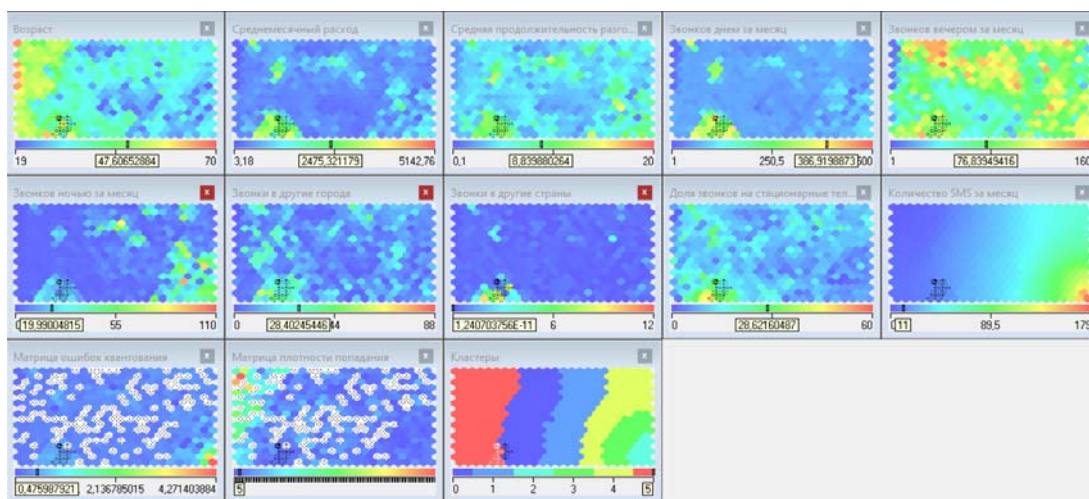 Возраст
19 47,60652884 70
Среднемесячный расход
3,18 2475,321179 5142,76
Средняя продолжительность разго...
0,1 8,839880264 20
Звонков днем за месяц
1 250,5 386,9198873 500
Звонков вечером за месяц
1 76,83949416 160
Звонков ночью за месяц
19,99004815 55 110
Звонки в другие города
0 28,40245446 44 88
Звонки в другие страны
1,240703756E-11 6 12
Доля звонков на стационарные тел...
0 28,62160487 60
Количество SMS за месяц
0 11 89,5 179
Матрица ошибок квантования
0,475987921 2,136785015 4,271403884
Матрица плотности попадания
5
Кластеры
0 1 2 3 4 5